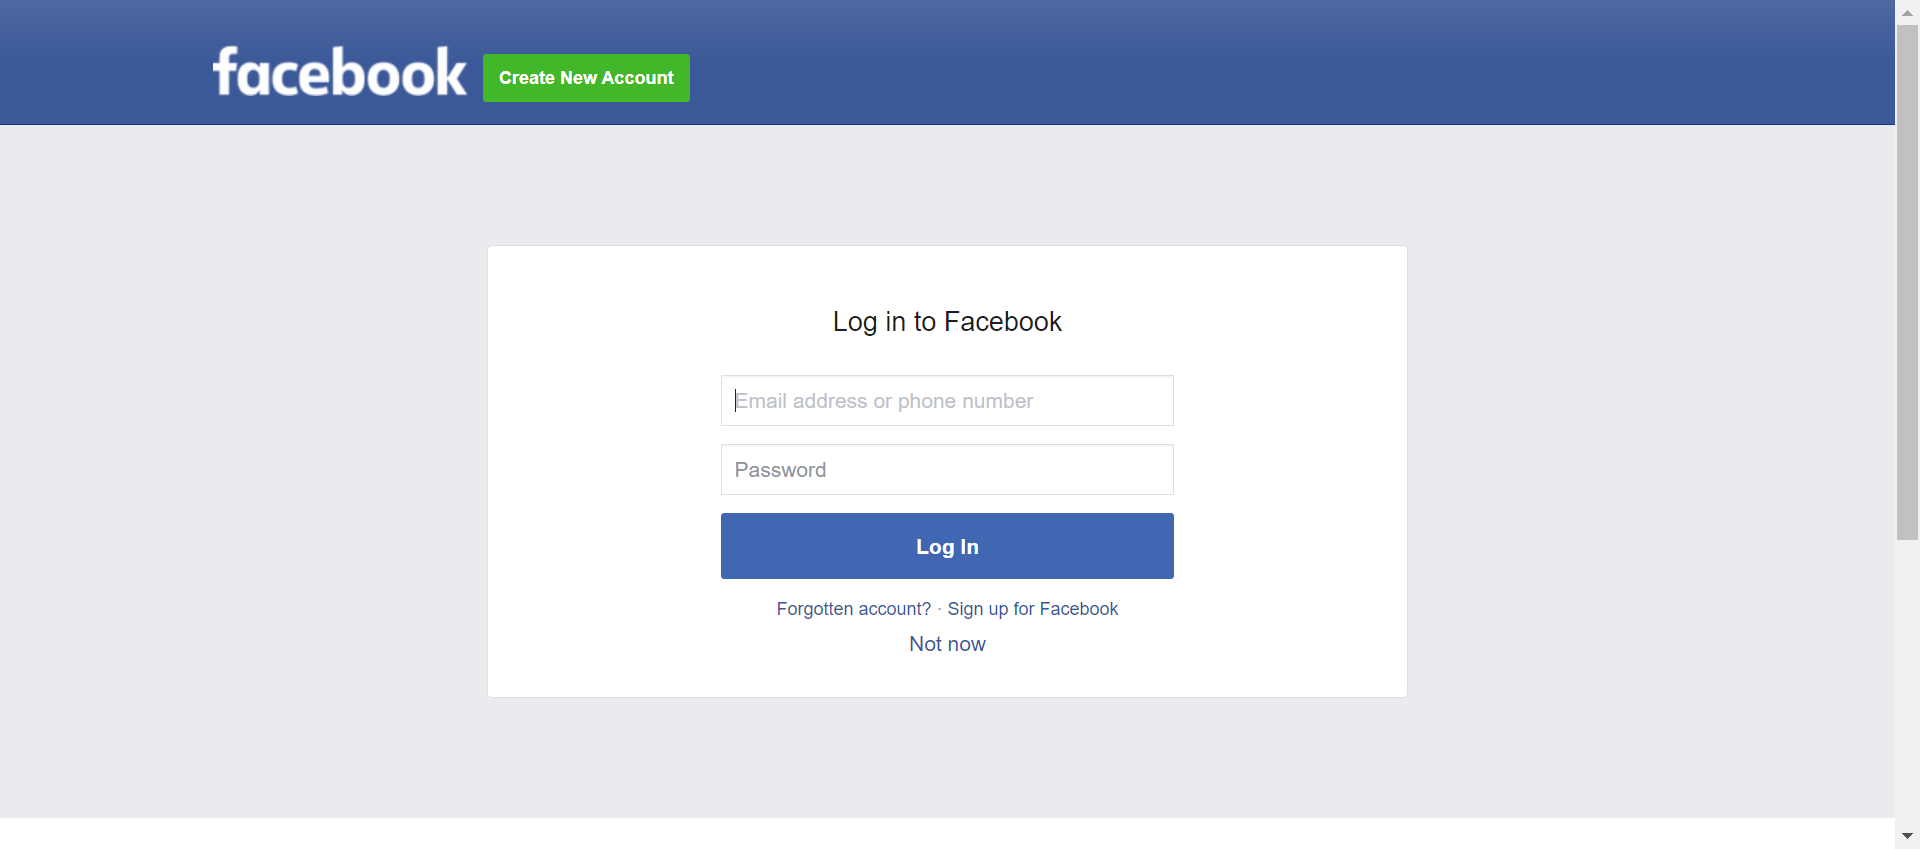 facebook
Create New Account
Log in to Facebook
Email address or phone number
Password
Log In
Forgotten account? · Sign up for Facebook
Not now